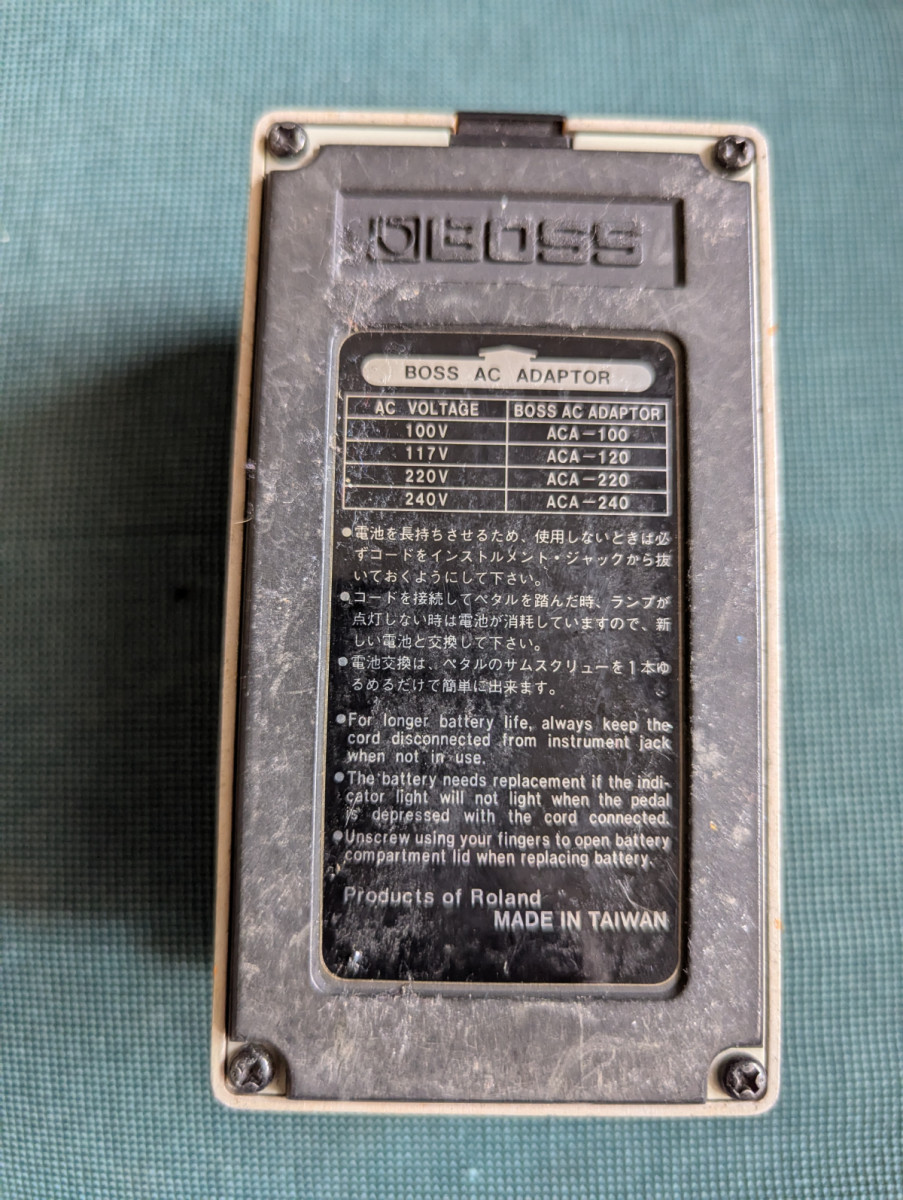 BOSS
BOSS AC ADAPTOR
AC VOLTAGE BOSS AC ADAPTOR
100V ACA-100
117V ACA-120
220V ACA-220
240V ACA-240
●電池を長持ちさせるため、使用しないときは必
ずコードをインストルメント・ジャックから抜
いておくようにして下さい。
●コードを接続してペタルを踏んだ時、ランプが
点灯しない時は電池が消耗していますので、新
しい電池と交換して下さい。
●電池交換は、ペタルのサムスクリューを1本ゆ
るめるだけで簡単に出来ます。
●For longer battery life, always keep the
cord disconnected from instrument jack
when not in use.
●The battery needs replacement if the indi-
cator light will not light when the pedal
is depressed with the cord connected.
●Unscrew using your fingers to open battery
compartment lid when replacing battery.
Products of Roland
MADE IN TAIWAN